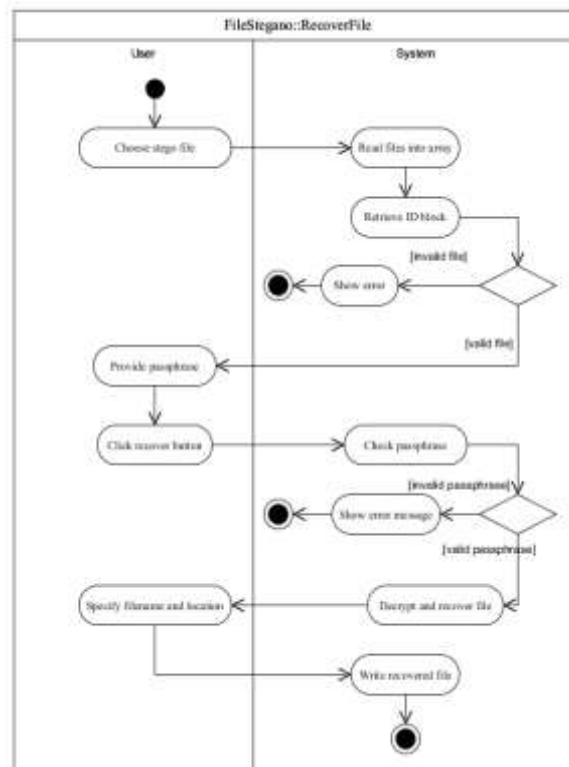 FileStegano::RecoverFile
User
System
Choose stego file
Read files into array
Retrieve ID block
[invalid file]
Show error
[valid file]
Provide passphrase
Click recover button
Check passphrase
[invalid passphrase]
Show error message
[valid passphrase]
Specify filename and location
Decrypt and recover file
Write recovered file